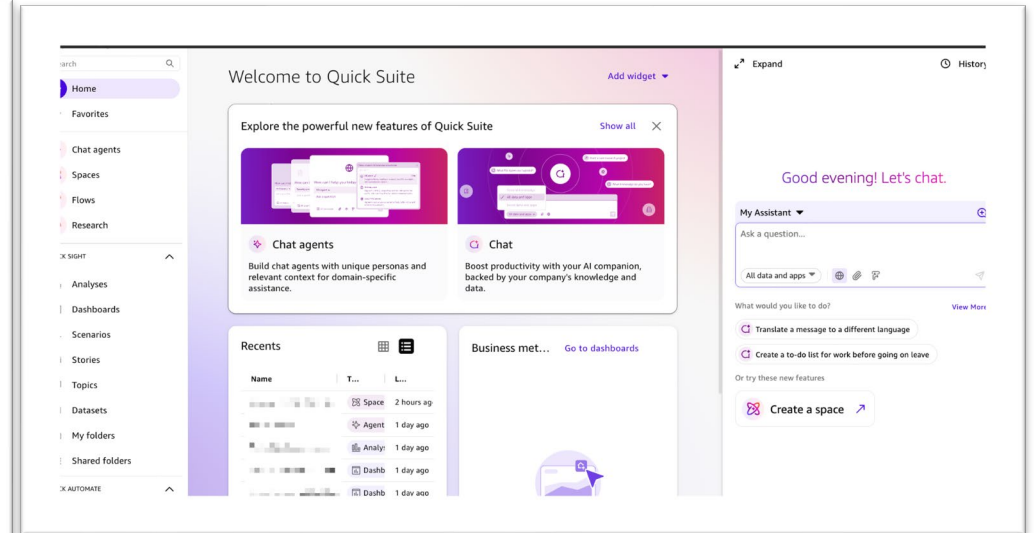 arch
Home
Favorites
Chat agents
Spaces
Flows
Research
CK SIGHT
Analyses
Dashboards
Scenarios
Stories
Topics
Datasets
My folders
Shared folders
CK AUTOMATE
Welcome to Quick Suite
Add widget
Explore the powerful new features of Quick Suite
Show all
Chat agents
Build chat agents with unique personas and
relevant context for domain-specific
assistance.
Chat
Boost productivity with your AI companion,
backed by your company's knowledge and
data.
Recents
Name T... L...
Space 2 hours ag
Agent 1 day ago
Analy 1 day ago
Dashb 1 day ago
Dashb 1 day ago
Business met... Go to dashboards
Expand
History
Good evening! Let's chat.
My Assistant
Ask a question...
All data and apps
What would you like to do?
View More
Translate a message to a different language
Create a to-do list for work before going on leave
Or try these new features
Create a space